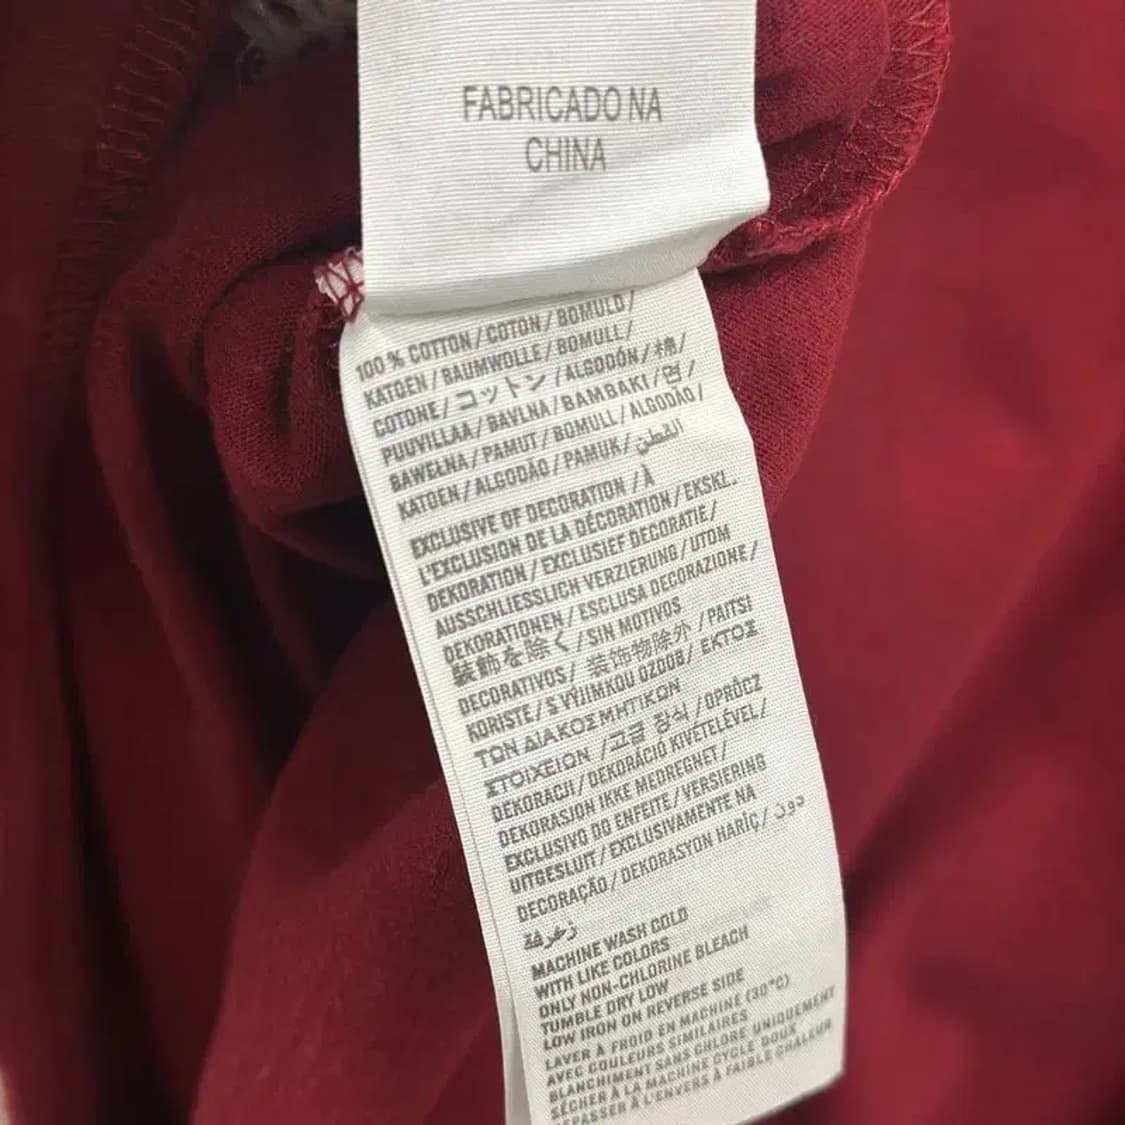 FABRICADO NA
CHINA
100 % COTTON / COTON / BOMULD /
KATOEN / BAUMWOLLE / BOMULL /
COTONE / コットン / ALGODÓN / 棉 /
PUUVILLAA / BAVLNA / BAMBAKI / 면 /
BAWEŁNA / PAMUT / BOMULL / ALGODÃO /
KATOEN / ALGODÃO / PAMUK / القطن
EXCLUSIVE OF DECORATION / À
L'EXCLUSION DE LA DÉCORATION / EKSKL.
DEKORATION / EXCLUSIEF DECORATIE /
AUSSCHLIESSLICH VERZIERUNG / UTOM
DEKORATIONEN / ESCLUSA DECORAZIONE /
装飾を除く / SIN MOTIVOS
DECORATIVOS / 装饰物除外 / PAITSI
KORISTE / S VÝJIMKOU OZDOB / ΕΚΤΟΣ
ΤΩΝ ΔΙΑΚΟΣΜΗΤΙΚΩΝ
ΣΤΟΙΧΕΙΩΝ / 고급 장식 / OPRÓCZ
DEKORACJI / DEKORÁCIÓ KIVÉTELÉVEL /
DEKORASJON IKKE MEDREGNET /
EXCLUSIVO DO ENFEITE / VERSIERING
UITGESLUIT / EXCLUSIVAMENTE NA
DECORAÇÃO / DEKORASYON HARİÇ / دون
زخرفة
MACHINE WASH COLD
WITH LIKE COLORS
ONLY NON-CHLORINE BLEACH
TUMBLE DRY LOW
LOW IRON ON REVERSE SIDE
LAVER À FROID EN MACHINE (30°C)
AVEC COULEURS SIMILAIRES
BLANCHIMENT SANS CHLORE UNIQUEMENT
SÉCHER À LA MACHINE CYCLE DOUX
REPASSER À L'ENVERS À FAIBLE CHALEUR